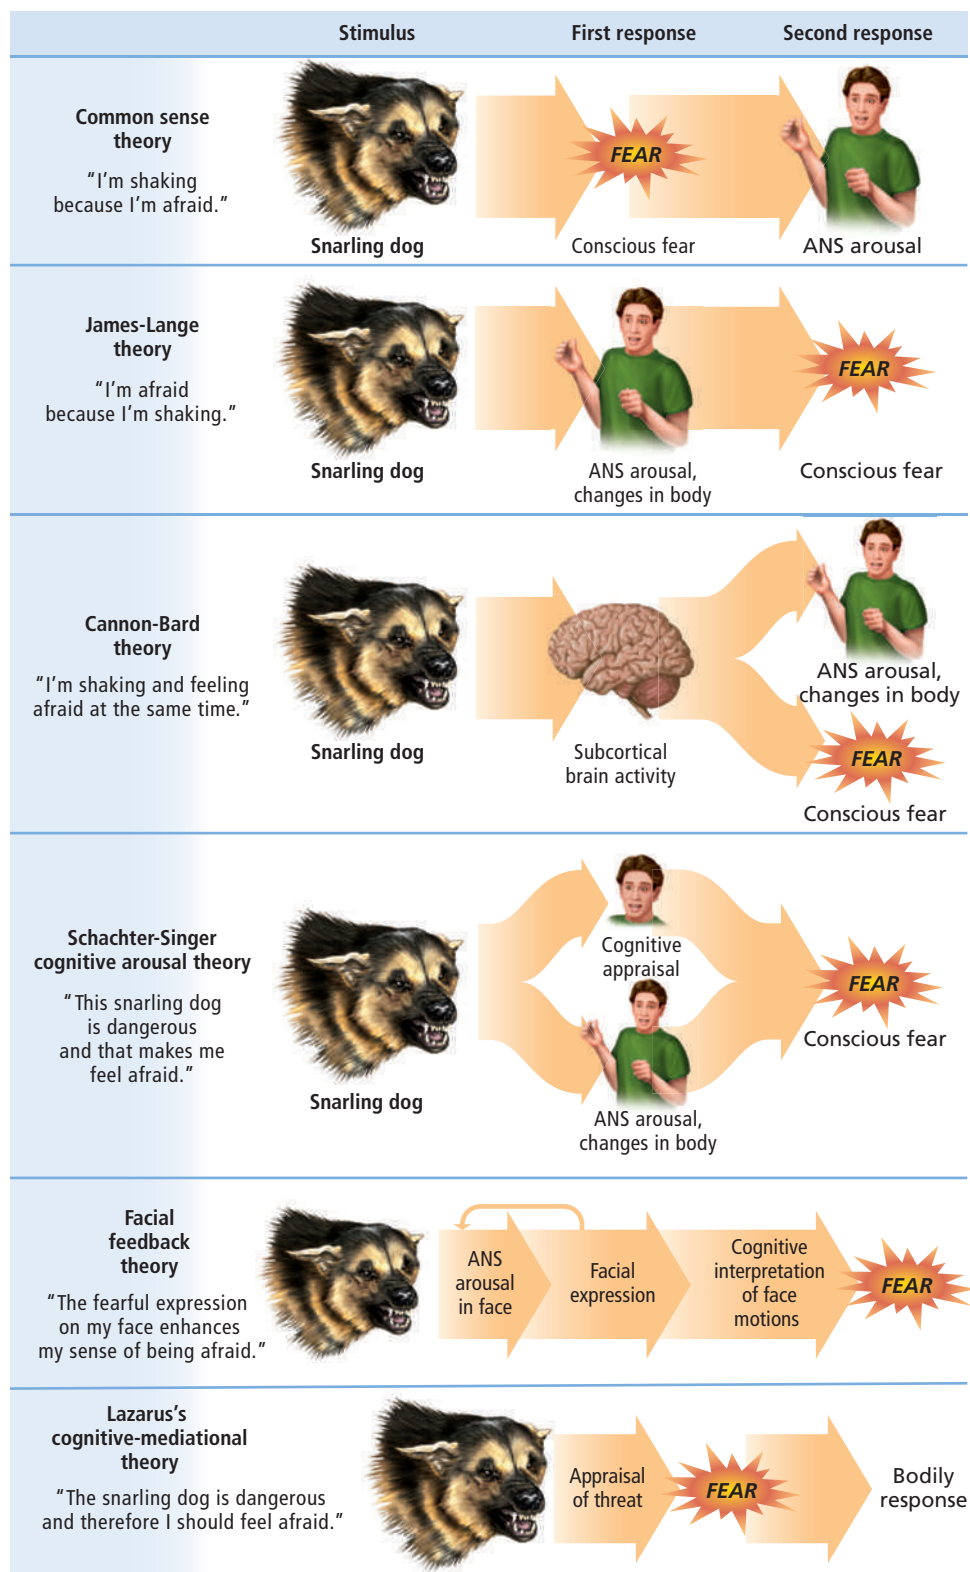 Stimulus
First response
Second response
Common sense
theory
"I'm shaking
because I'm afraid."
FEAR
Snarling dog
Conscious fear
ANS arousal
James-Lange
theory
"I'm afraid
because I'm shaking."
FEAR
Snarling dog
ANS arousal,
changes in body
Conscious fear
Cannon-Bard
theory
"I'm shaking and feeling
afraid at the same time."
Snarling dog
Subcortical
brain activity
ANS arousal,
changes in body
FEAR
Conscious fear
Schachter-Singer
cognitive arousal theory
"This snarling dog
is dangerous
and that makes me
feel afraid."
Snarling dog
Cognitive
appraisal
ANS arousal,
changes in body
FEAR
Conscious fear
Facial
feedback
theory
"The fearful expression
on my face enhances
my sense of being afraid."
ANS
arousal
in face
Facial
expression
Cognitive
interpretation
of face
motions
FEAR
Lazarus's
cognitive-mediational
theory
"The snarling dog is dangerous
and therefore I should feel afraid."
Appraisal
of threat
FEAR
Bodily
response